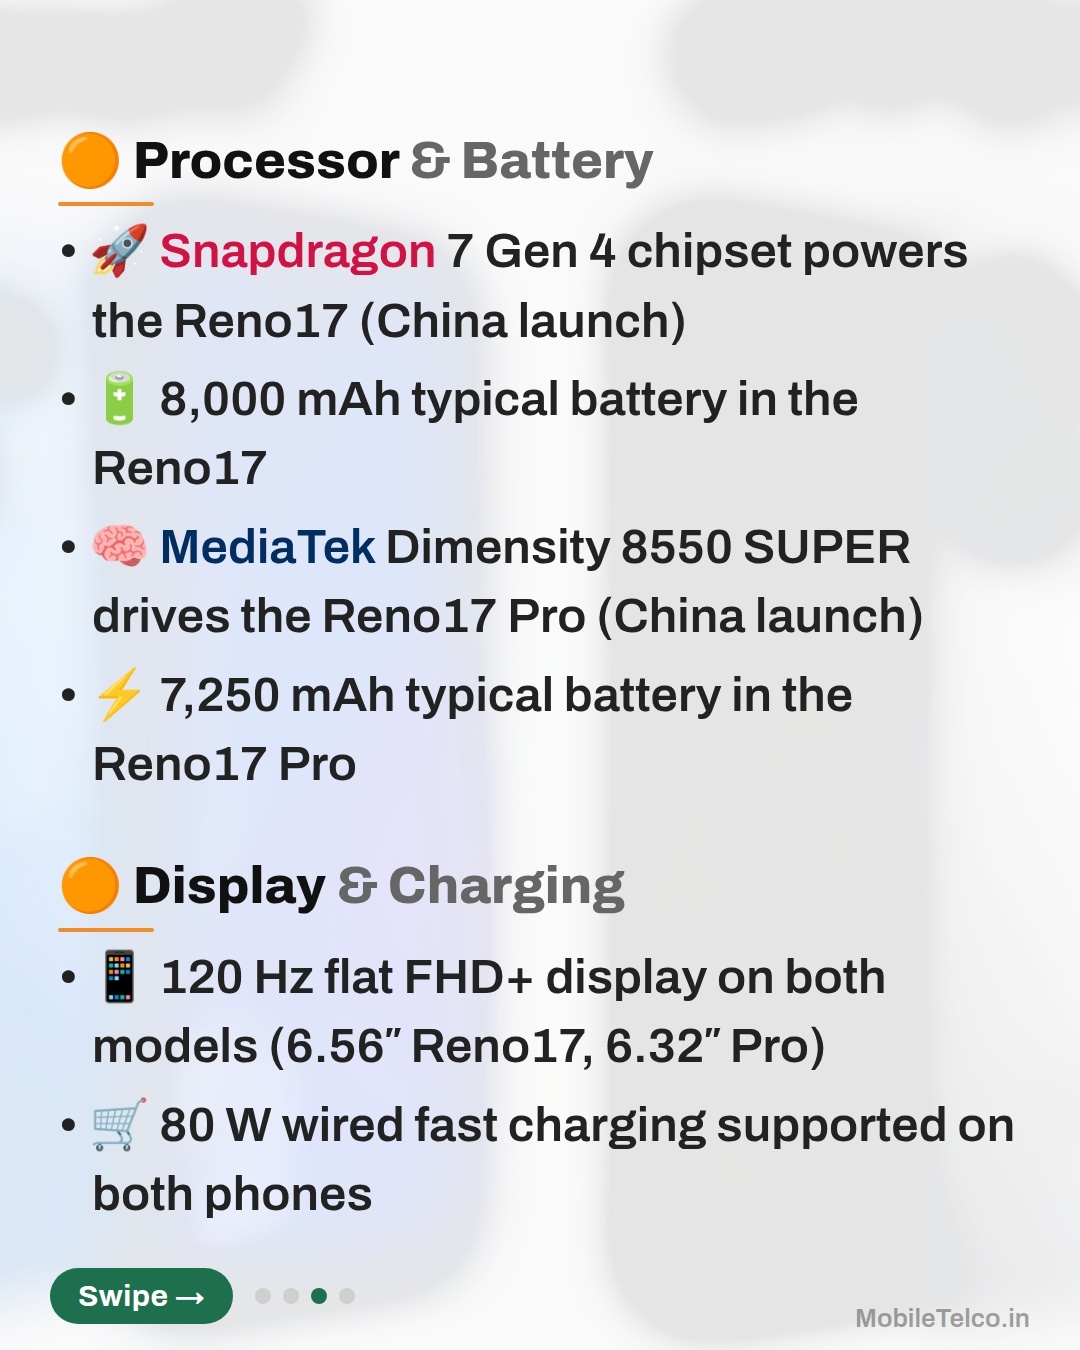 🟠 Processor & Battery
• 🚀 Snapdragon 7 Gen 4 chipset powers
the Reno17 (China launch)
• 🔋 8,000 mAh typical battery in the
Reno17
• 🧠 MediaTek Dimensity 8550 SUPER
drives the Reno17 Pro (China launch)
• ⚡ 7,250 mAh typical battery in the
Reno17 Pro
🟠 Display & Charging
• 📱 120 Hz flat FHD+ display on both
models (6.56″ Reno17, 6.32″ Pro)
• 🛒 80 W wired fast charging supported on
both phones
Swipe →
MobileTelco.in